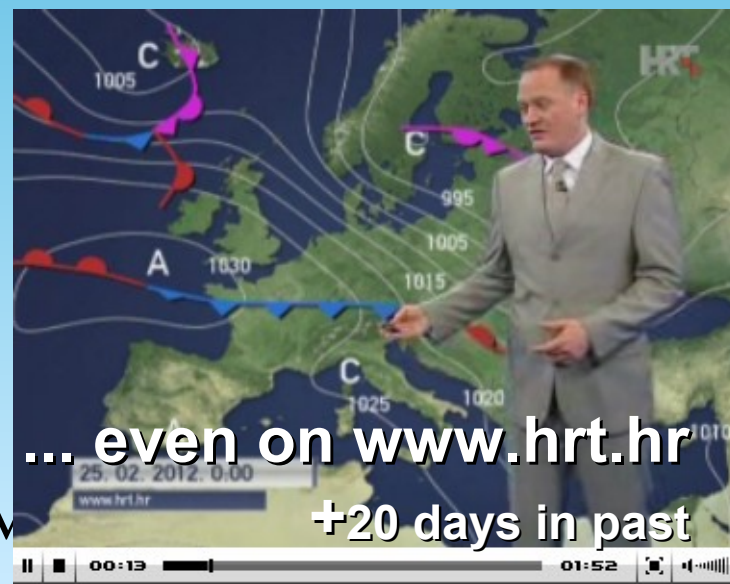 C
1005
HRT
C
995
1005
A 1030
1015
C
1025
1020
A
1010
... even on www.hrt.hr
25. 02. 2012. 0.00
www.hrt.hr
+20 days in past
00:13 01:52